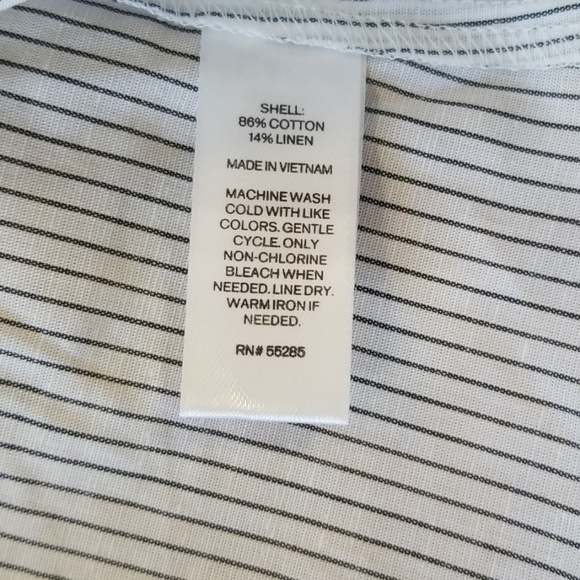 SHELL:
86% COTTON
14% LINEN
MADE IN VIETNAM
MACHINE WASH
COLD WITH LIKE
COLORS. GENTLE
CYCLE. ONLY
NON-CHLORINE
BLEACH WHEN
NEEDED. LINE DRY.
WARM IRON IF
NEEDED.
RN# 55285